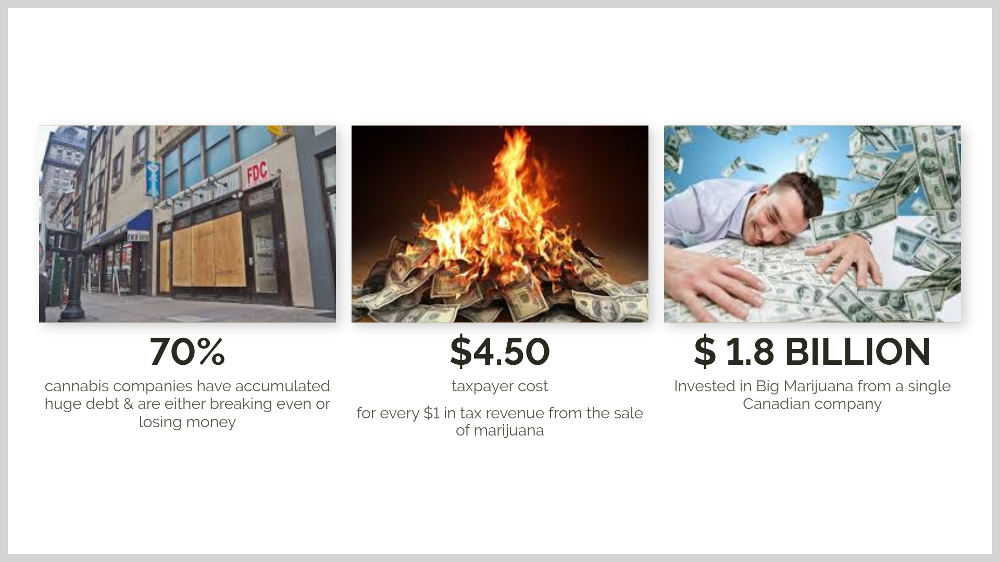 FDC
70%
cannabis companies have accumulated
huge debt & are either breaking even or
losing money
$4.50
taxpayer cost
for every $1 in tax revenue from the sale
of marijuana
$ 1.8 BILLION
Invested in Big Marijuana from a single
Canadian company